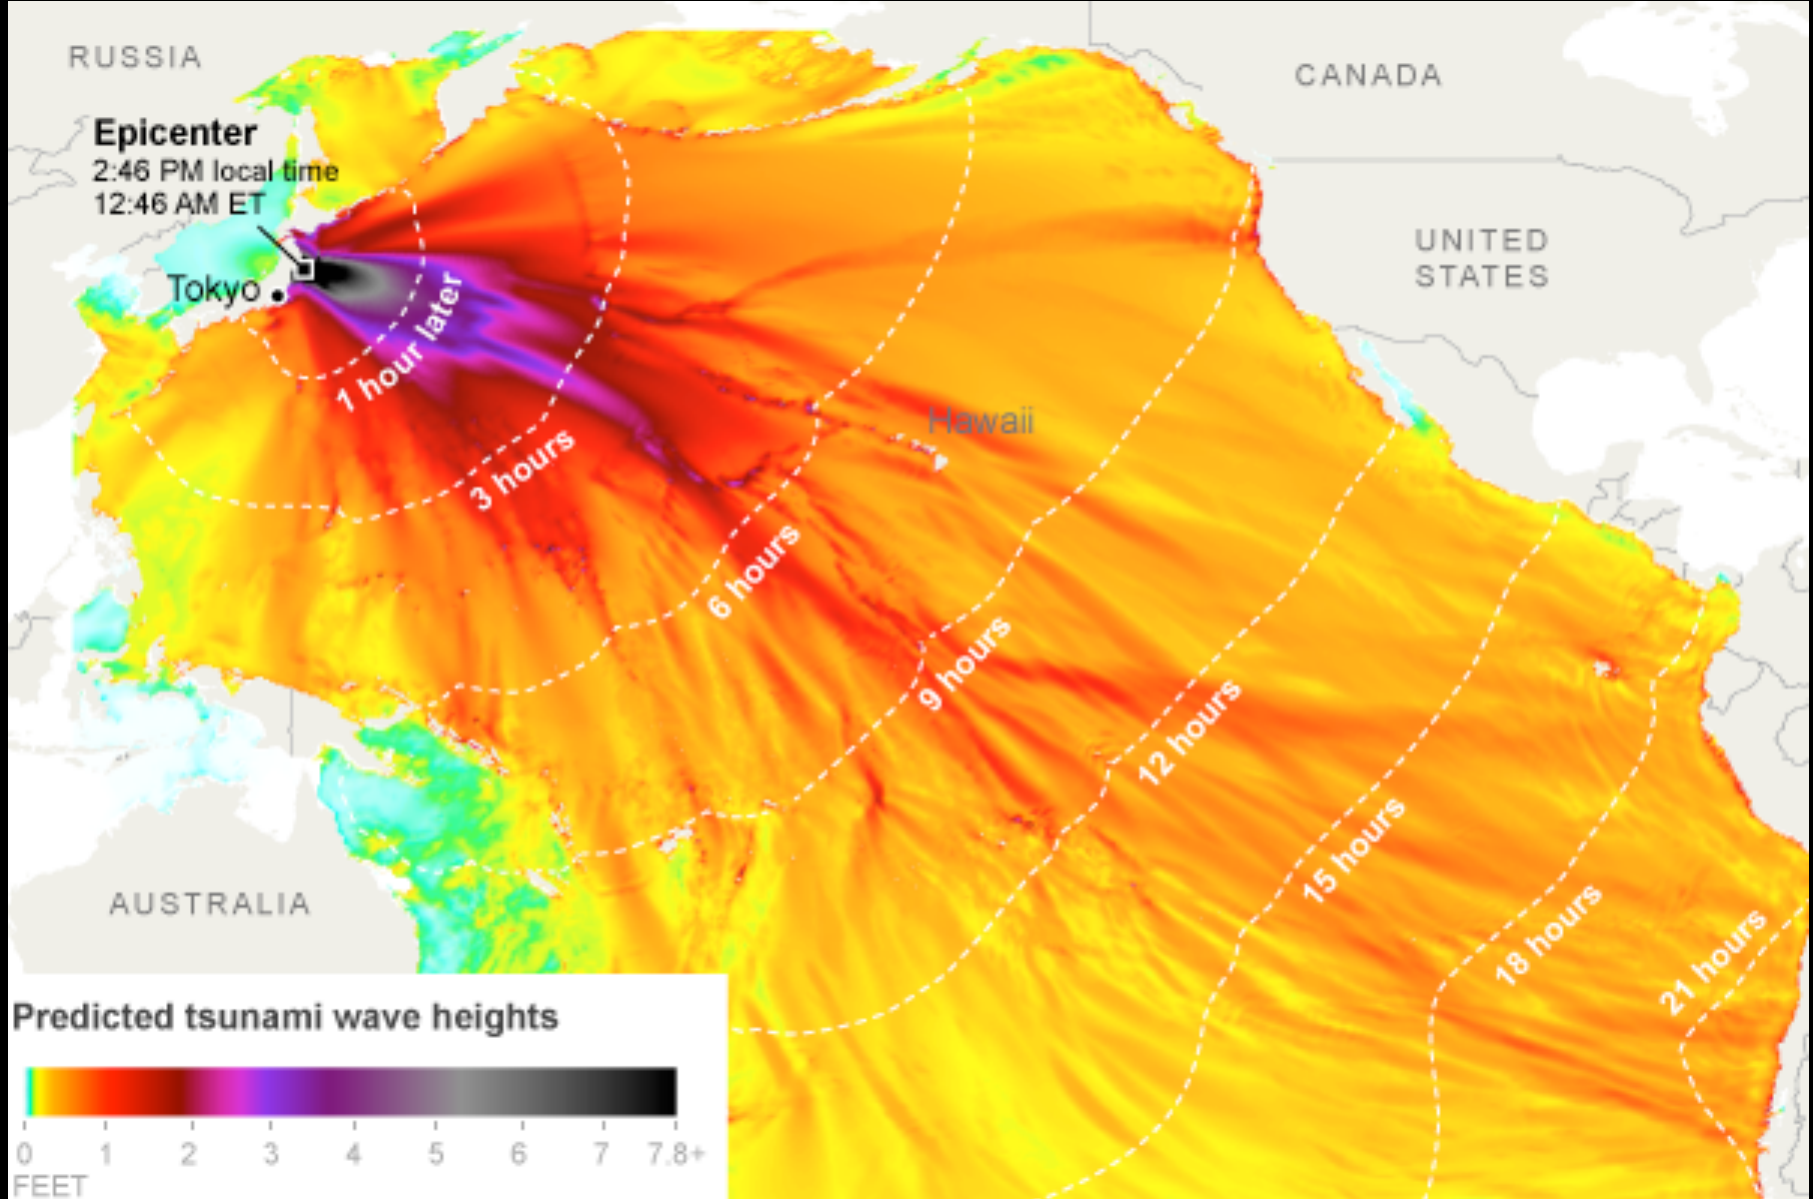 RUSSIA
CANADA
Epicenter
2:46 PM local time
12:46 AM ET
UNITED
STATES
Tokyo
1 hour later
Hawaii
3 hours
6 hours
9 hours
12 hours
15 hours
18 hours
21 hours
AUSTRALIA
Predicted tsunami wave heights
0 1 2 3 4 5 6 7 7.8+
FEET